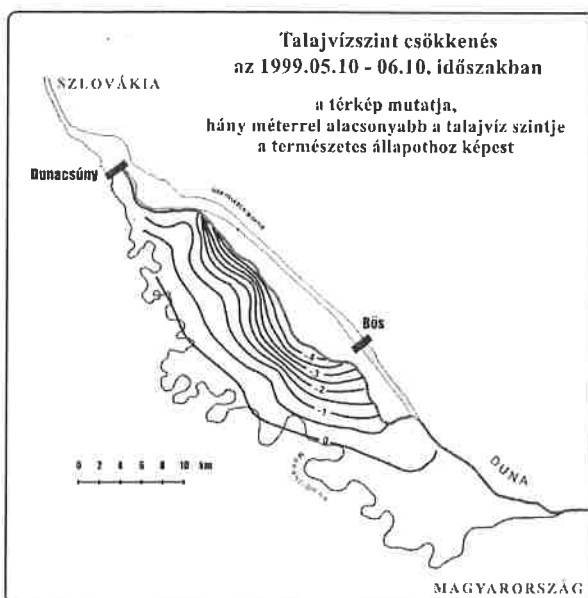 Talajvízszint csökkenés
az 1999.05.10 - 06.10. időszakban
SZLOVÁKIA
a térkép mutatja,
hány méterrel alacsonyabb a talajvíz szintje
a természetes állapothoz képest
Dunacsúny
Bős
-4
-3
-2
-1
0
0 2 4 6 8 10 km
DUNA
MAGYARORSZÁG